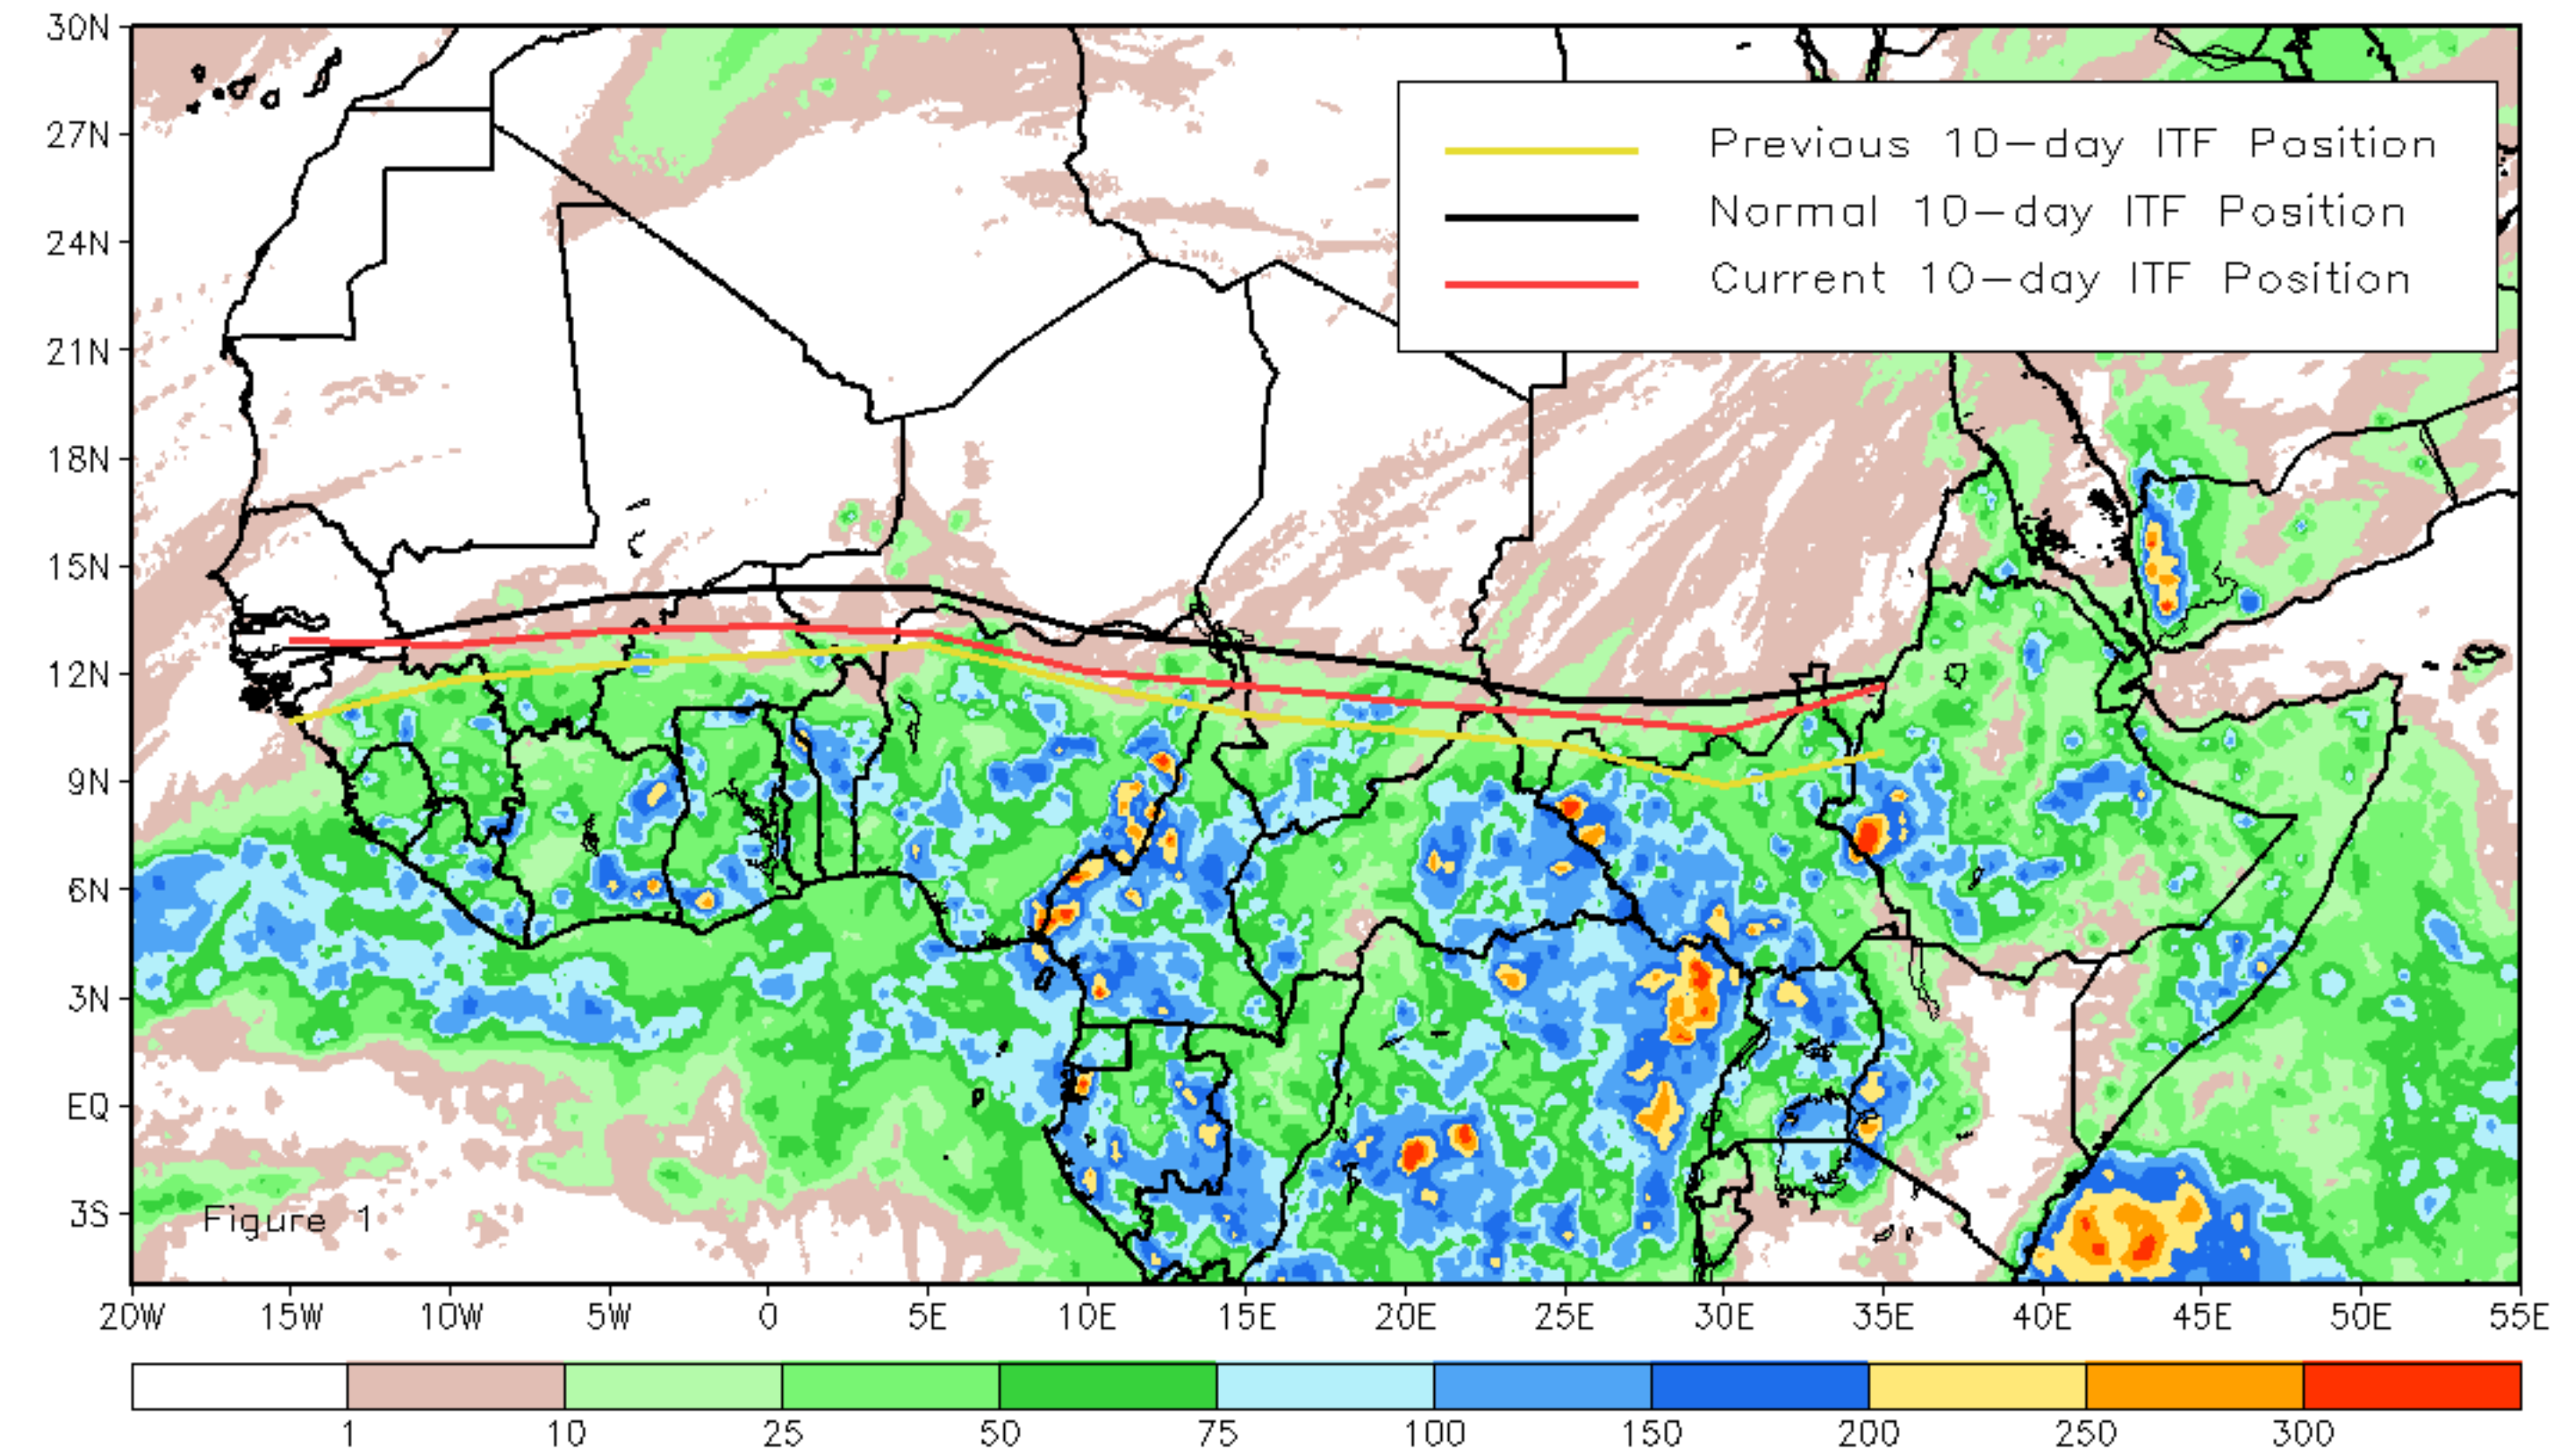 30N
27N
24N
21N
18N
15N
12N
9N
6N
3N
EQ
3S
Previous 10-day ITF Position
Normal 10-day ITF Position
Current 10-day ITF Position
Figure 1
20W 15W 10W 5W 0 5E 10E 15E 20E 25E 30E 35E 40E 45E 50E 55E
1 10 25 50 75 100 150 200 250 300